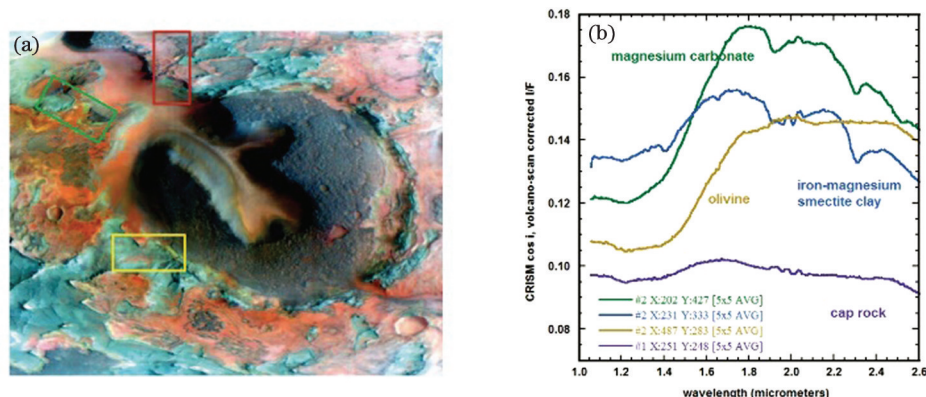 (a)
(b)
CRISM cos i, volcano-scan corrected I/F
0.18
0.16
0.14
0.12
0.10
0.08
magnesium carbonate
olivine
iron-magnesium
smectite clay
cap rock
#2 X:202 Y:427 [5x5 AVG]
#2 X:231 Y:333 [5x5 AVG]
#2 X:487 Y:283 [5x5 AVG]
#1 X:251 Y:248 [5x5 AVG]
1.0 1.2 1.4 1.6 1.8 2.0 2.2 2.4 2.6
wavelength (micrometers)